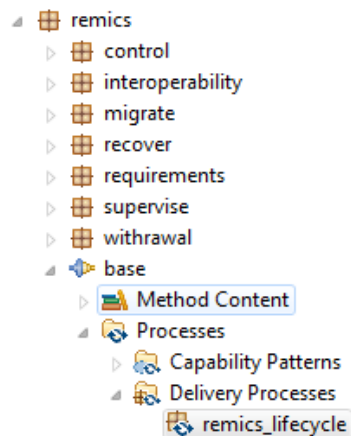 remics
control
interoperability
migrate
recover
requirements
supervise
withrawal
base
Method Content
Processes
Capability Patterns
Delivery Processes
remics_lifecycle